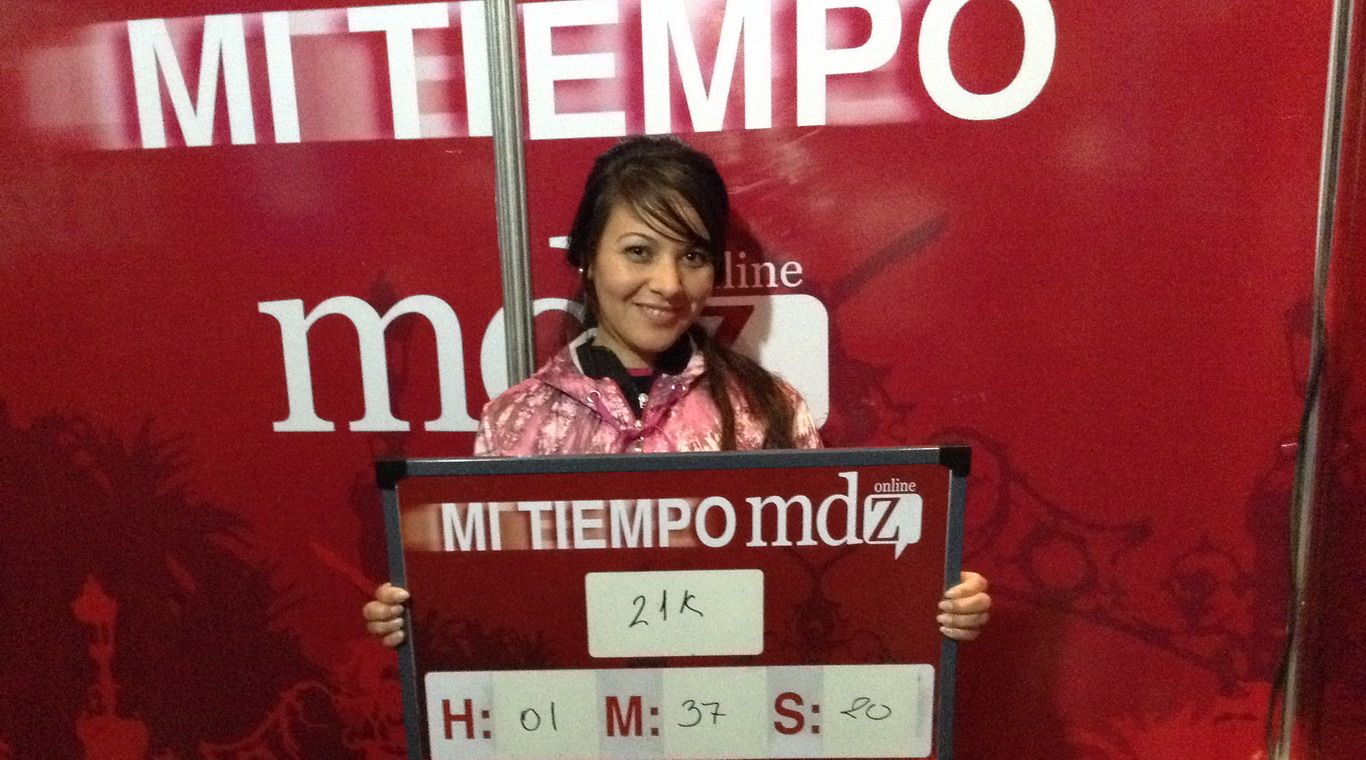 MI TIEMPO
online
mdz
MI TIEMPO mdz online
21K
H: 01 M: 37 S: 20